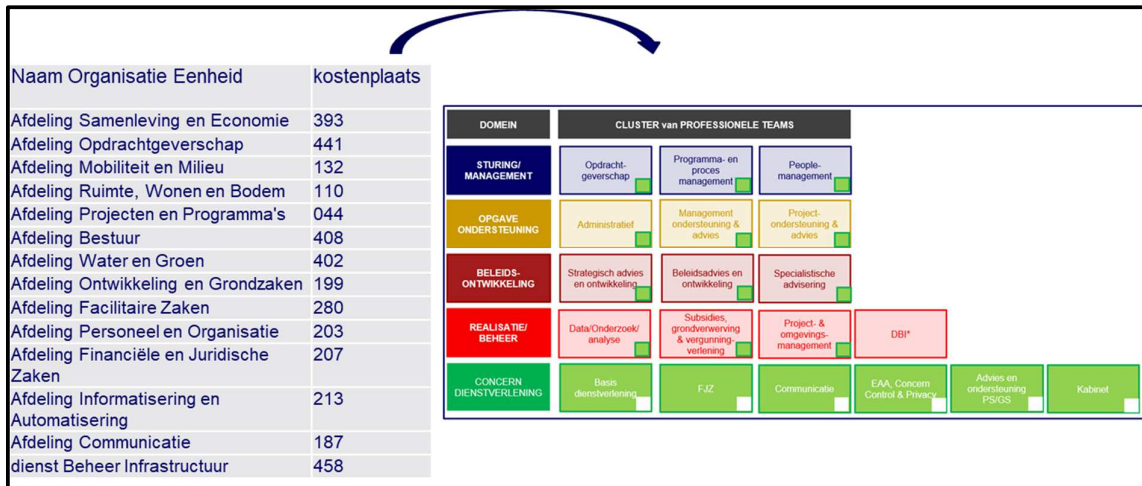 Naam Organisatie Eenheid kostenplaats
Afdeling Samenleving en Economie 393
Afdeling Opdrachtgeverschap 441
Afdeling Mobiliteit en Milieu 132
Afdeling Ruimte, Wonen en Bodem 110
Afdeling Projecten en Programma's 044
Afdeling Bestuur 408
Afdeling Water en Groen 402
Afdeling Ontwikkeling en Grondzaken 199
Afdeling Facilitaire Zaken 280
Afdeling Personeel en Organisatie 203
Afdeling Financiële en Juridische 207
Zaken
Afdeling Informatisering en 213
Automatisering
Afdeling Communicatie 187
dienst Beheer Infrastructuur 458
DOMEIN
CLUSTER van PROFESSIONELE TEAMS
STURING/
MANAGEMENT
Opdracht-
geverschap
Programma- en
proces
management
People-
management
OPGAVE
ONDERSTEUNING
Administratief
Management
ondersteuning &
advies
Project-
ondersteuning &
advies
BELEIDS-
ONTWIKKELING
Strategisch advies
en ontwikkeling
Beleidsadvies en
ontwikkeling
Specialistische
advisering
REALISATIE/
BEHEER
Data/Onderzoek/
analyse
Subsidies,
grondverwerving
& vergunning-
verlening
Project- &
omgevings-
management
DBI*
CONCERN
DIENSTVERLENING
Basis
dienstverlening
FJZ
Communicatie
EAA, Concern
Control & Privacy
Advies en
ondersteuning
PS/GS
Kabinet